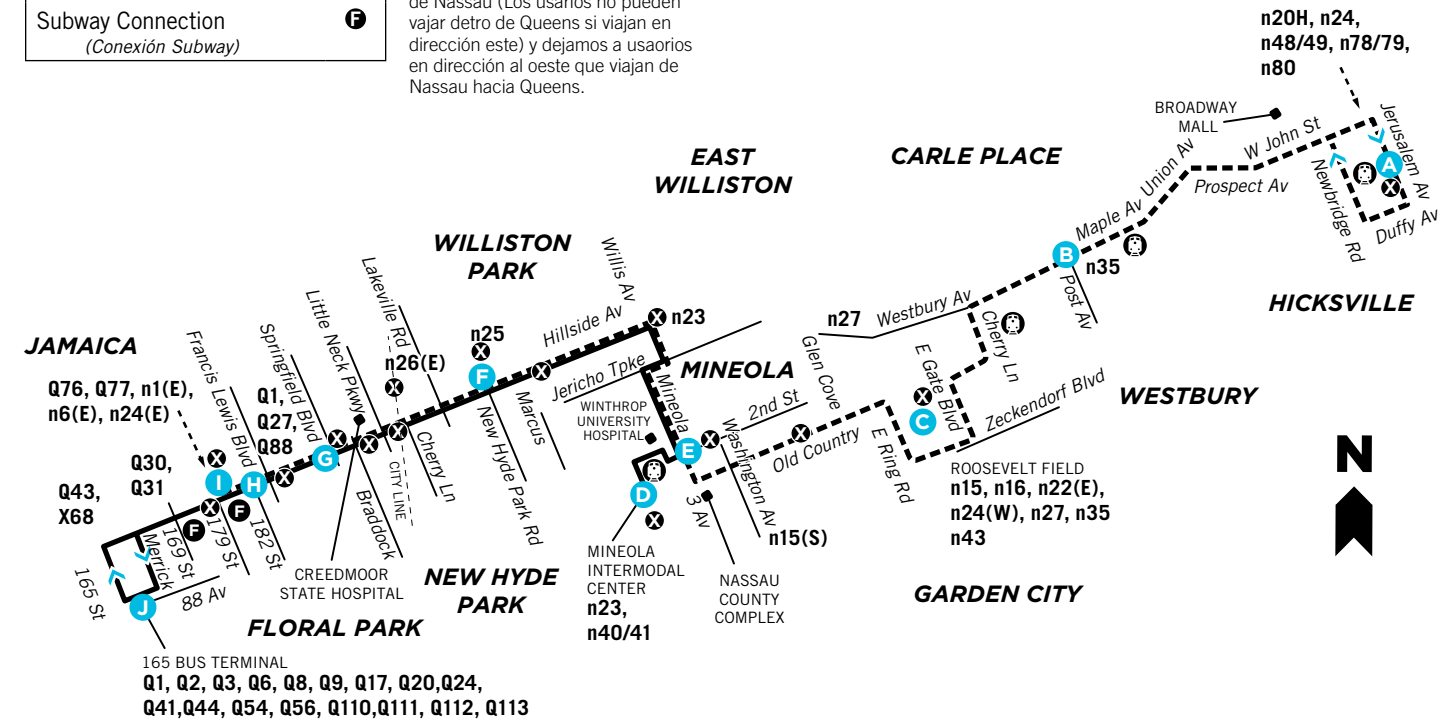 Subway Connection F
(Conexión Subway)
de Nassau (Los usarios no pueden
vajar detro de Queens si viajan en
dirección este) y dejamos a usaorios
en dirección al oeste que viajan de
Nassau hacia Queens.
n20H, n24,
n48/49, n78/79,
n80
BROADWAY
MALL
EAST
WILLISTON
CARLE PLACE
Union Av
W John St
Jerusalem Av
A
X
Prospect Av
Newbridge Rd
Duffy Av
Maple Av
B
n35
Post Av
HICKSVILLE
WILLISTON
PARK
Willis Av
Lakeville Rd
Little Neck Pkwy
Springfield Blvd
Francis Lewis Blvd
JAMAICA
n25
X
F
Hillside Av
X
X n23
n27
Westbury Av
Cherry Ln
n26(E)
X
X
Jericho Tpke
MINEOLA
Glen Cove
E Gate Blvd
Zeckendorf Blvd
WESTBURY
Q76, Q77, n1(E),
n6(E), n24(E)
Q1,
Q27,
Q88
Marcus
WINTHROP
UNIVERSITY
HOSPITAL
Mineola
2nd St
X
C
X
G
X
X
Cherry Ln
New Hyde Park Rd
E
X
Washington Av
Old Country
X
E Ring Rd
N
Q30,
Q31
X
I
H
X
CITY LINE
Braddock
D
X
3 Av
ROOSEVELT FIELD
n15, n16, n22(E),
n24(W), n27, n35
n43
Q43,
X68
X
F
F
Merrick
169 St
179 St
182 St
n15(S)
165 St
88 Av
J
CREEDMOOR
STATE HOSPITAL
NEW HYDE
PARK
MINEOLA
INTERMODAL
CENTER
n23,
n40/41
NASSAU
COUNTY
COMPLEX
GARDEN CITY
FLORAL PARK
165 BUS TERMINAL
Q1, Q2, Q3, Q6, Q8, Q9, Q17, Q20,Q24,
Q41,Q44, Q54, Q56, Q110,Q111, Q112, Q113